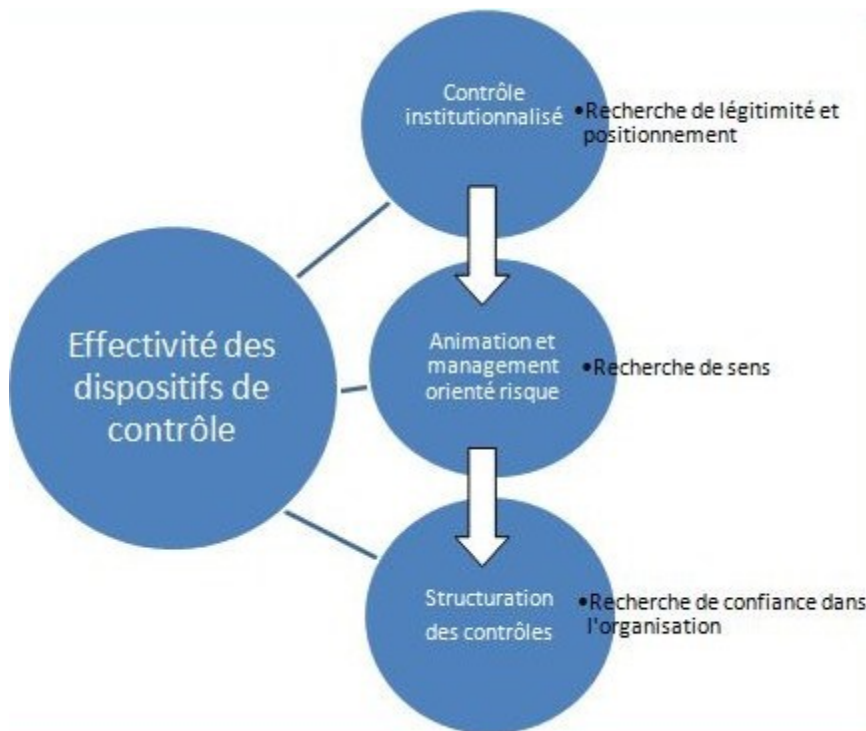 Contrôle
institutionnalisé
•Recherche de légitimité et
positionnement
Effectivité des
dispositifs de
contrôle
Animation et
management
orienté risque
•Recherche de sens
Structuration
des contrôles
•Recherche de confiance dans
l'organisation